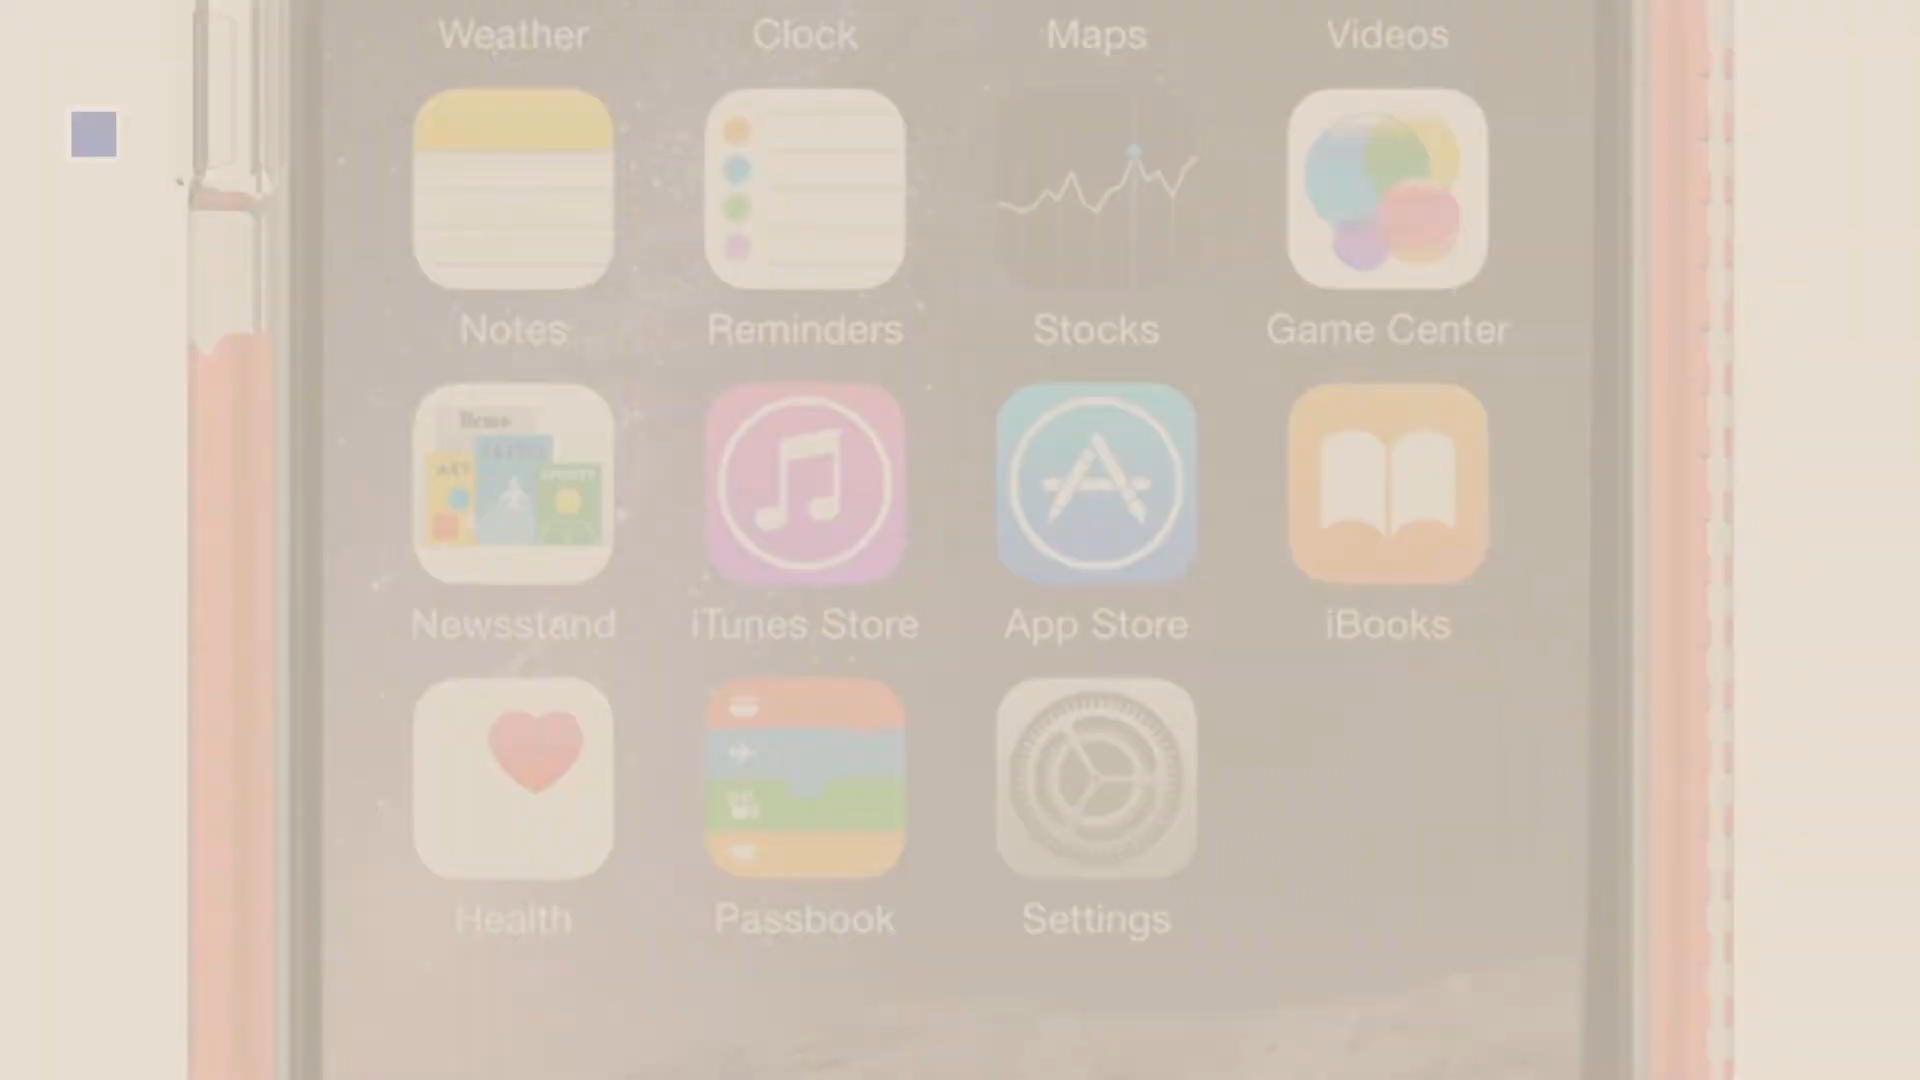 Weather Clock Maps Videos
Notes Reminders Stocks Game Center
Newsstand iTunes Store App Store iBooks
Health Passbook Settings